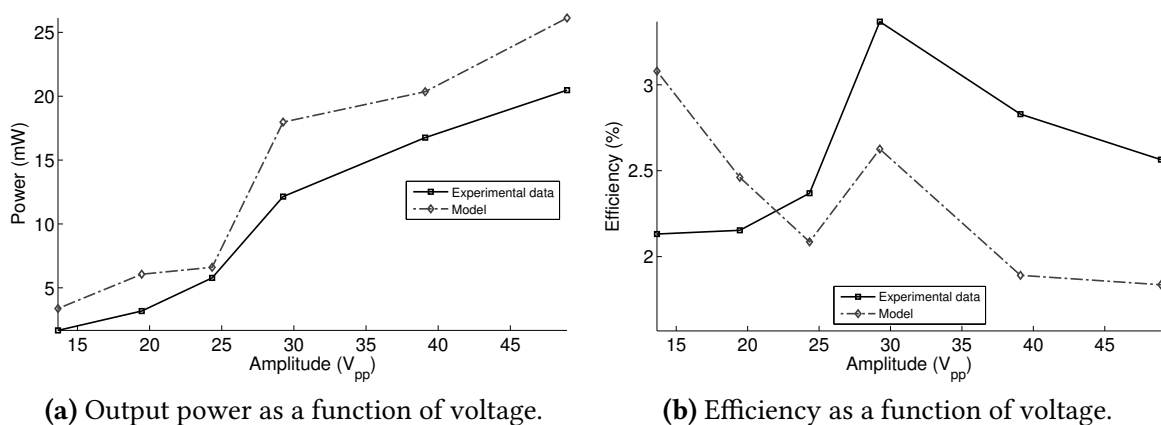 25
20
15
10
5
Power (mW)
Experimental data
Model
15 20 25 30 35 40 45
Amplitude (Vpp)
(a) Output power as a function of voltage.
3
2.5
2
Efficiency (%)
Experimental data
Model
15 20 25 30 35 40 45
Amplitude (Vpp)
(b) Efficiency as a function of voltage.